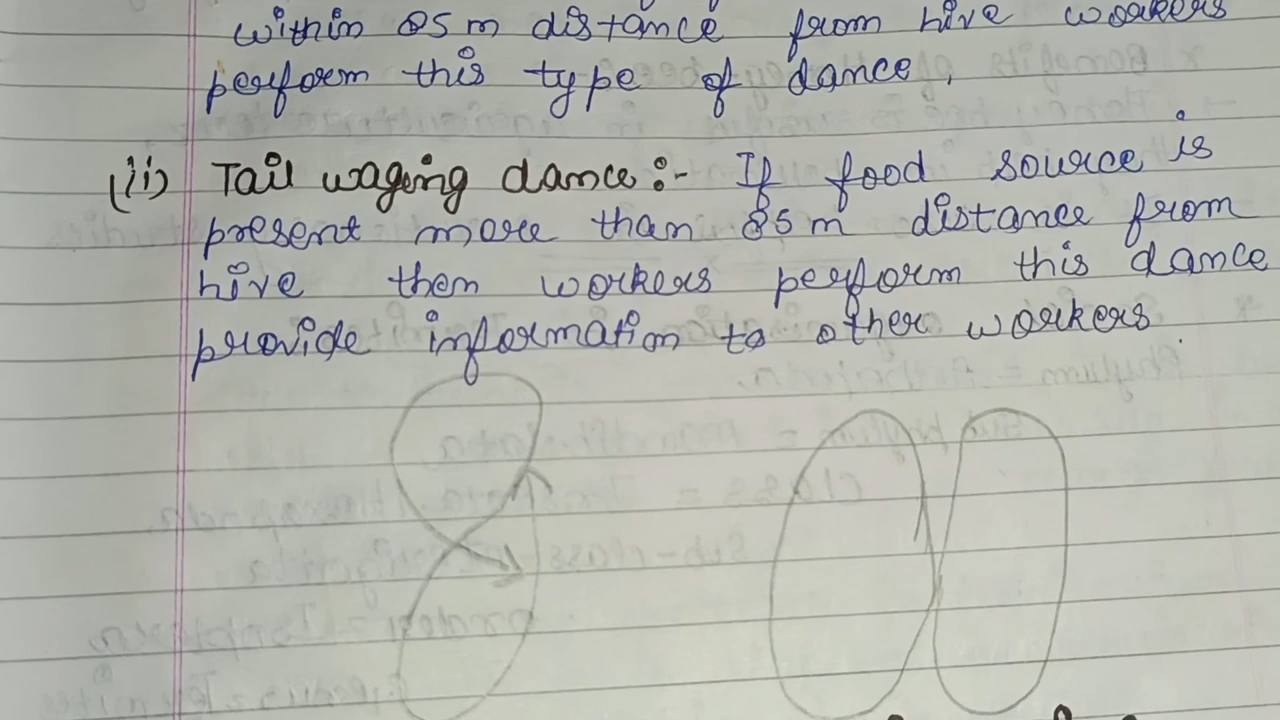 within 85 m distance from hive workers
perform this type of dance,
(ii) Tail waging dance:- If food source is
present more than 85 m distance from
hive then workers perform this dance
provide information to other workers.